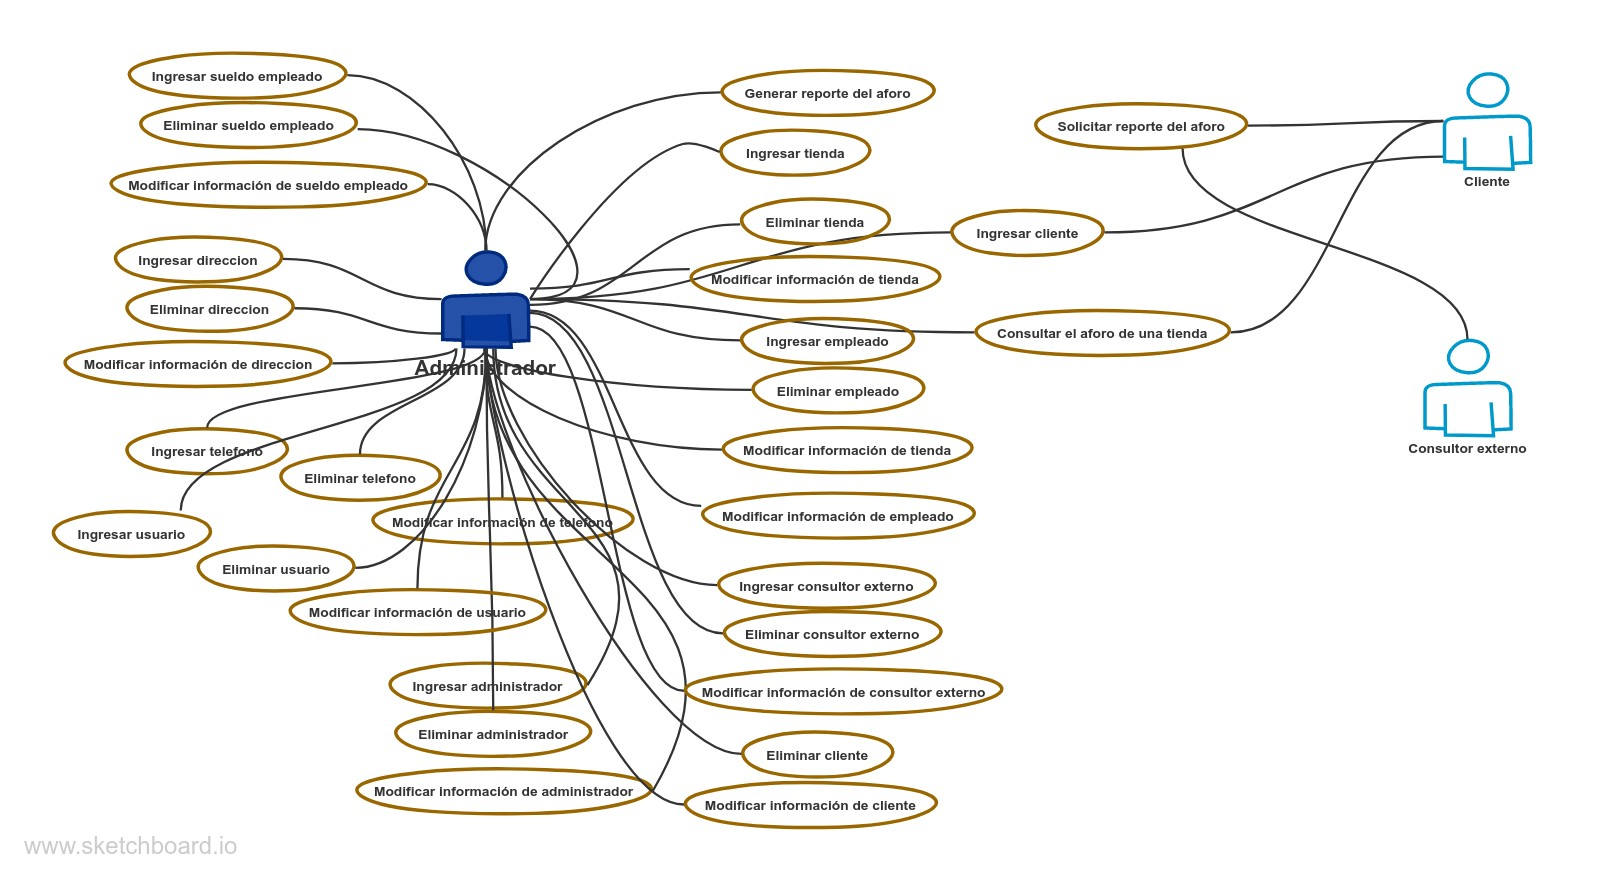 Ingresar sueldo empleado
Eliminar sueldo empleado
Modificar información de sueldo empleado
Ingresar direccion
Eliminar direccion
Modificar información de direccion
Ingresar telefono
Eliminar telefono
Modificar información de telefono
Ingresar usuario
Eliminar usuario
Modificar información de usuario
Ingresar administrador
Eliminar administrador
Modificar información de administrador
Administrador
Generar reporte del aforo
Ingresar tienda
Eliminar tienda
Modificar información de tienda
Ingresar empleado
Eliminar empleado
Modificar información de tienda
Modificar información de empleado
Ingresar consultor externo
Eliminar consultor externo
Modificar información de consultor externo
Eliminar cliente
Modificar información de cliente
Solicitar reporte del aforo
Ingresar cliente
Consultar el aforo de una tienda
Cliente
Consultor externo
www.sketchboard.io